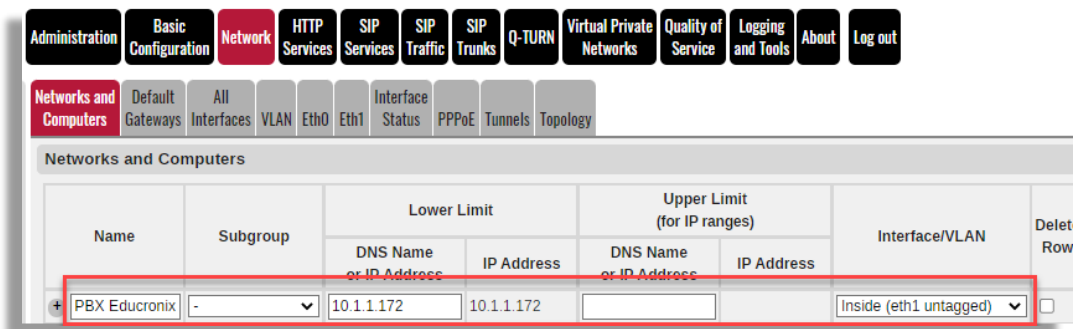 Administration Basic Configuration Network HTTP Services SIP Services SIP Traffic SIP Trunks Q-TURN Virtual Private Networks Quality of Service Logging and Tools About Log out
Networks and Computers Default Gateways All Interfaces VLAN Eth0 Eth1 Interface Status PPPoE Tunnels Topology
Networks and Computers
Name Subgroup Lower Limit Upper Limit (for IP ranges) Interface/VLAN Delete Row
DNS Name or IP Address IP Address DNS Name or IP Address IP Address
+ PBX Educronix - 10.1.1.172 10.1.1.172 Inside (eth1 untagged)